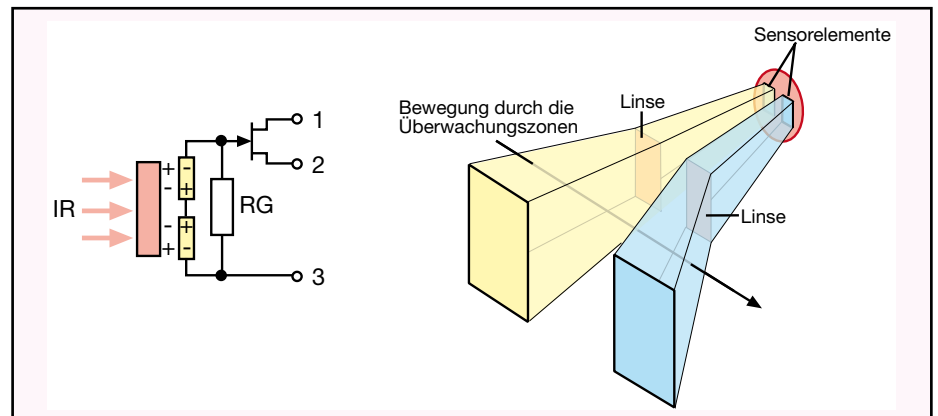 Sensorelemente
Bewegung durch die
Überwachungszonen
Linse
Linse
1
2
3
IR
RG
+ -
- +
- +
+ -